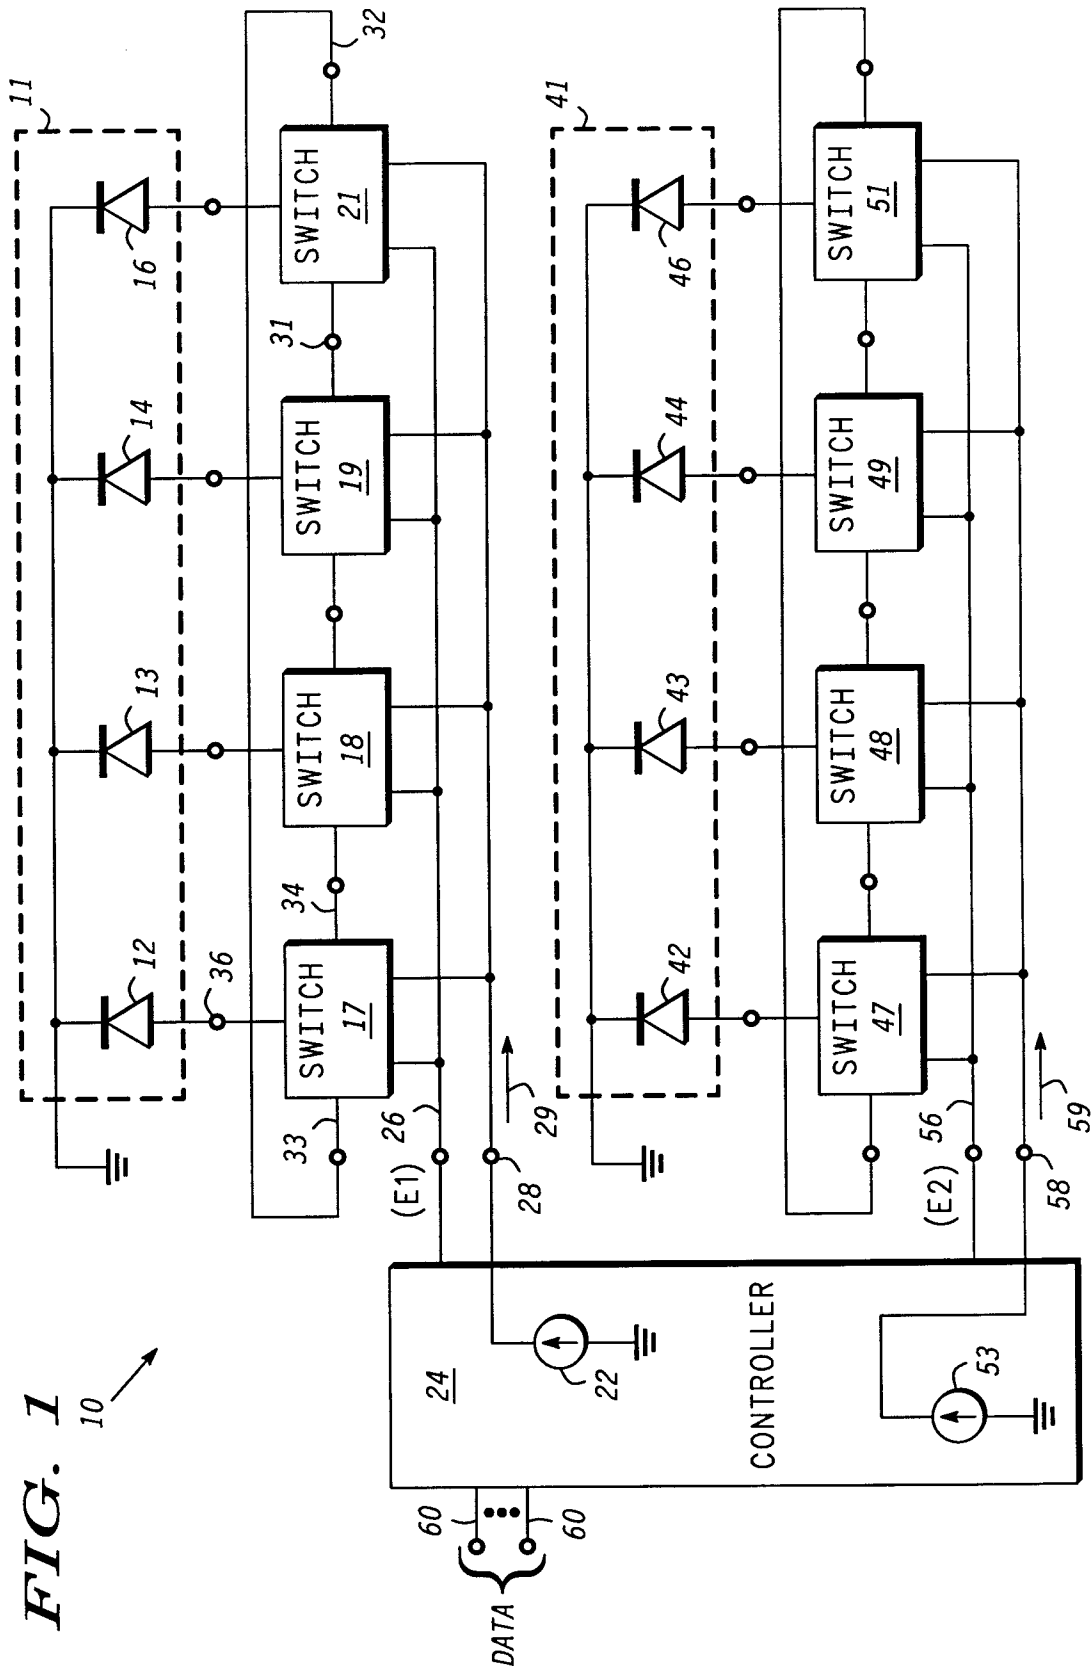 FIG. 1
10
11
16
14
13
12
32
31
34
36
33
SWITCH
21
SWITCH
19
SWITCH
18
SWITCH
17
26
(E1)
28
29
41
46
44
43
42
SWITCH
51
SWITCH
49
SWITCH
48
SWITCH
47
56
(E2)
58
59
24
22
CONTROLLER
53
60
60
DATA